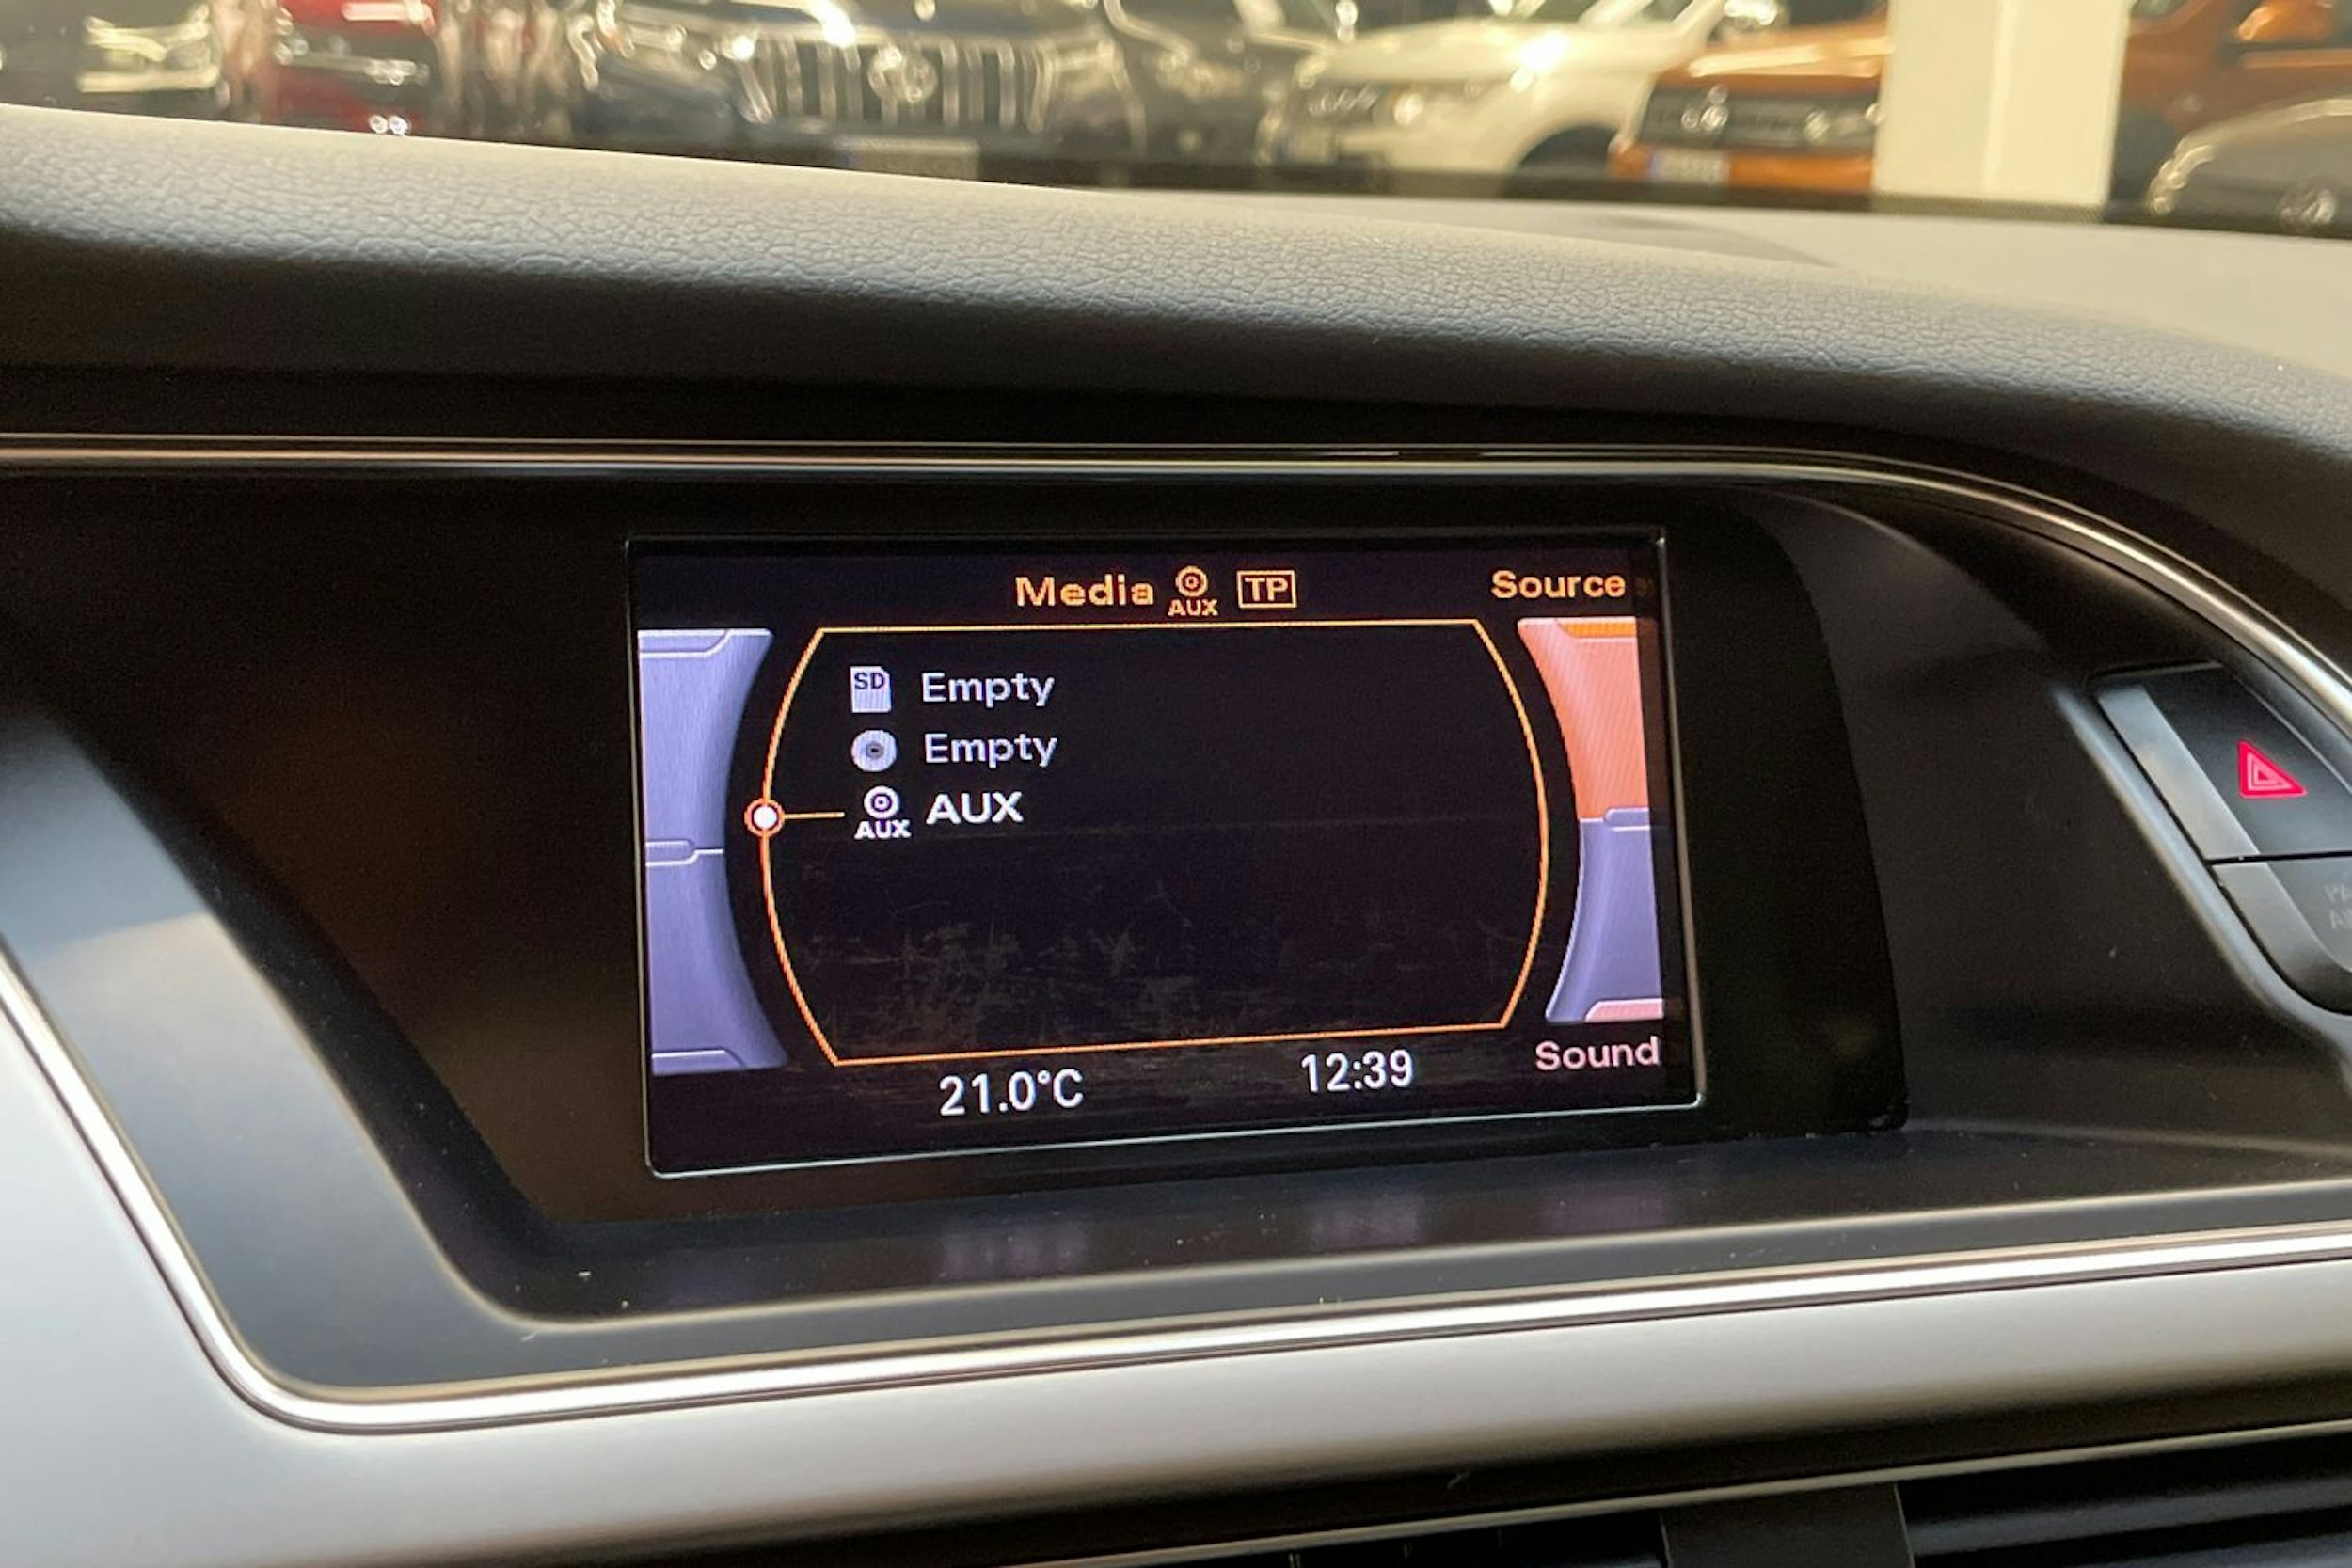 Media AUX TP Source
SD Empty
Empty
AUX AUX
21.0°C 12:39 Sound